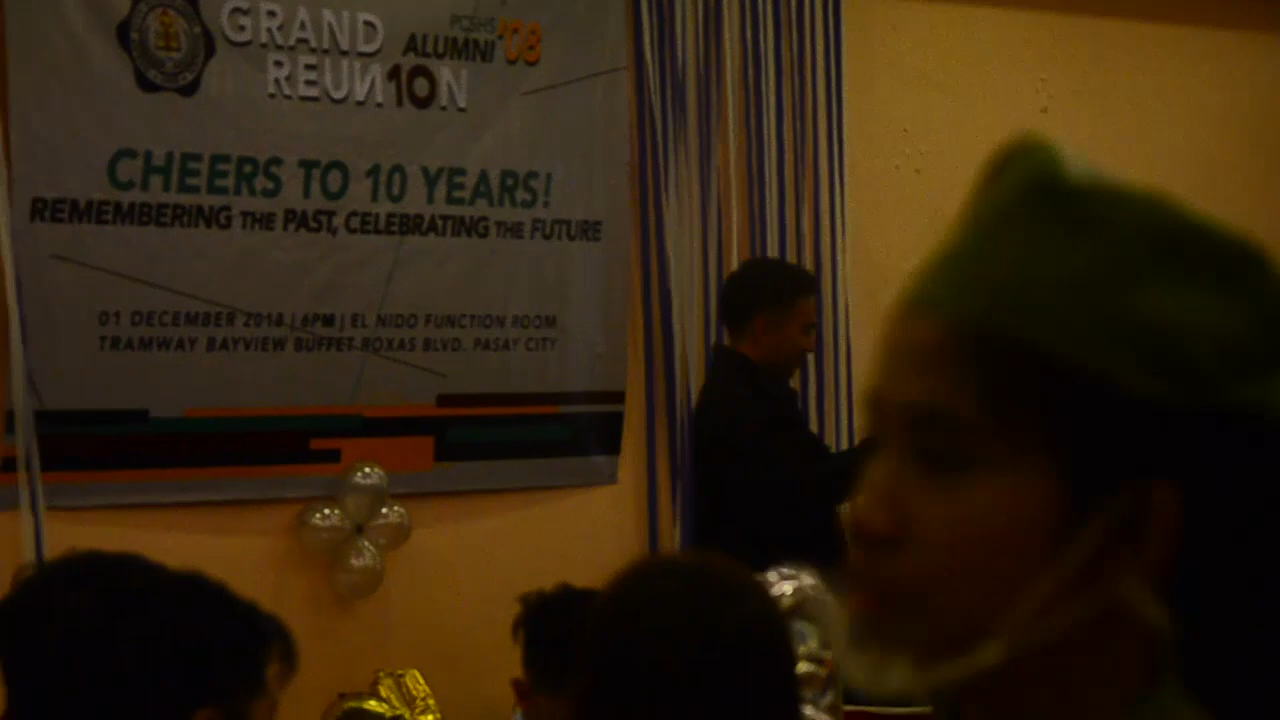 GRAND
REUN10N
PCSHS
ALUMNI '08
CHEERS TO 10 YEARS!
REMEMBERING THE PAST, CELEBRATING THE FUTURE
01 DECEMBER 2018 | 6PM | EL NIDO FUNCTION ROOM
TRAMWAY BAYVIEW BUFFET ROXAS BLVD. PASAY CITY